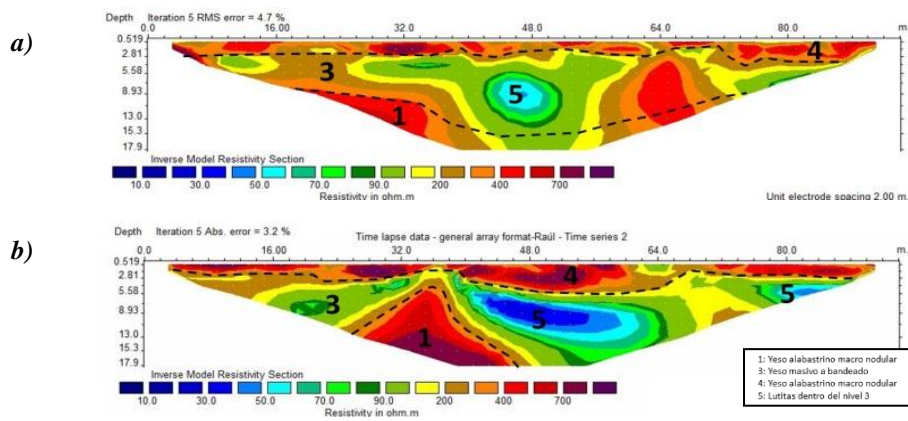 a)
Depth Iteration 5 RMS error = 4.7 %
0.0 16.00 32.0 48.0 64.0 80.0 m.
0.519
2.81
5.58
8.93
13.0
15.3
17.9
4
3
5
1
Inverse Model Resistivity Section
10.0 30.0 50.0 70.0 90.0 200 400 700
Resistivity in ohm.m
Unit electrode spacing 2.00 m.
b)
Depth Iteration 5 Abs. error = 3.2 %
Time lapse data - general array format-Raúl - Time series 2
0.0 16.00 32.0 48.0 64.0 80.0 m.
0.519
2.81
5.58
8.93
13.0
15.3
17.9
4
5
3
5
1
Inverse Model Resistivity Section
10.0 30.0 50.0 70.0 90.0 200 400 700
Resistivity in ohm.m
1: Yeso alabastrino macro nodular
3: Yeso masivo a bandeado
4: Yeso alabastrino macro nodular
5: Lutitas dentro del nivel 3